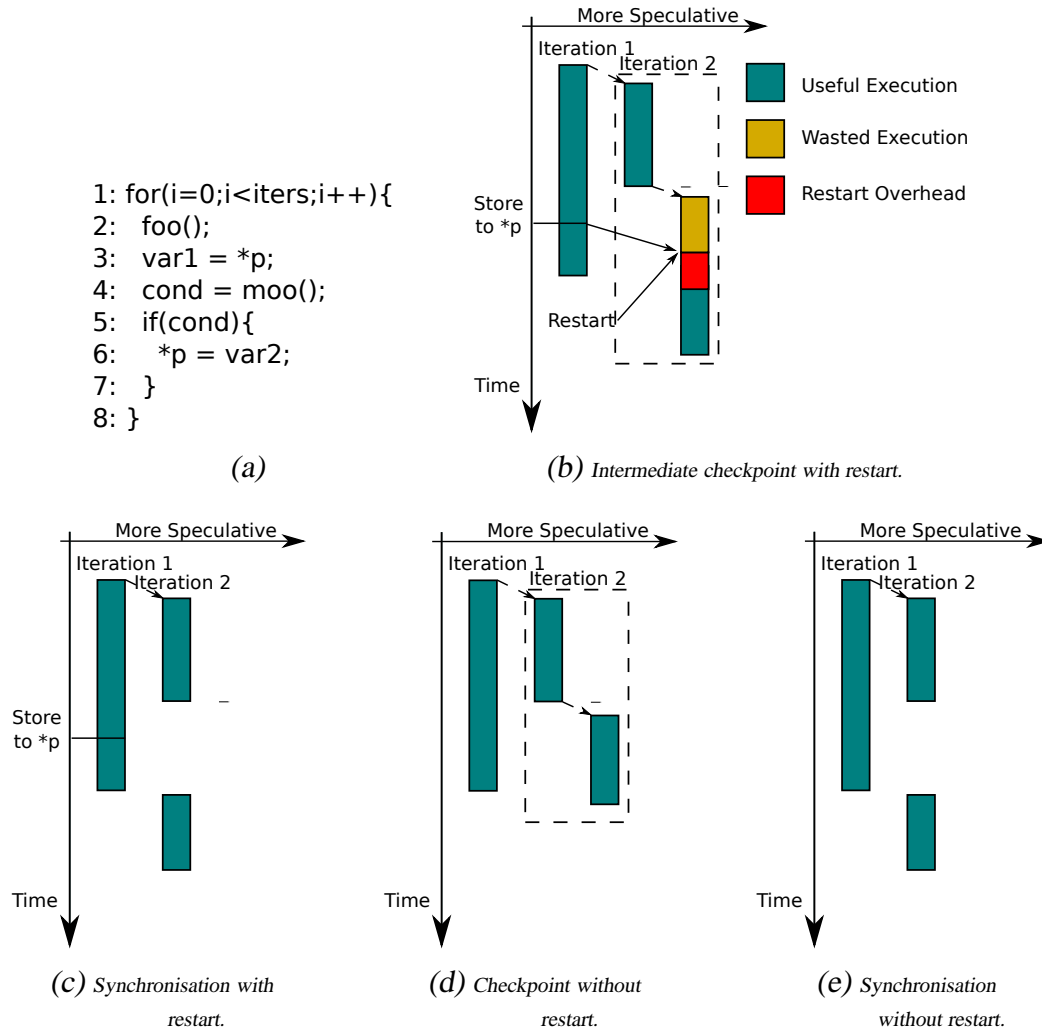 1: for(i=0;i<iters;i++){
2: foo();
3: var1 = *p;
4: cond = moo();
5: if(cond){
6: *p = var2;
7: }
8: }
(a)
More Speculative
Iteration 1
Iteration 2
Store
to *p
Restart
Time
Useful Execution
Wasted Execution
Restart Overhead
(b) Intermediate checkpoint with restart.
More Speculative
Iteration 1
Iteration 2
Store
to *p
Time
(c) Synchronisation with
restart.
More Speculative
Iteration 1
Iteration 2
Time
(d) Checkpoint without
restart.
More Speculative
Iteration 1
Iteration 2
Time
(e) Synchronisation
without restart.